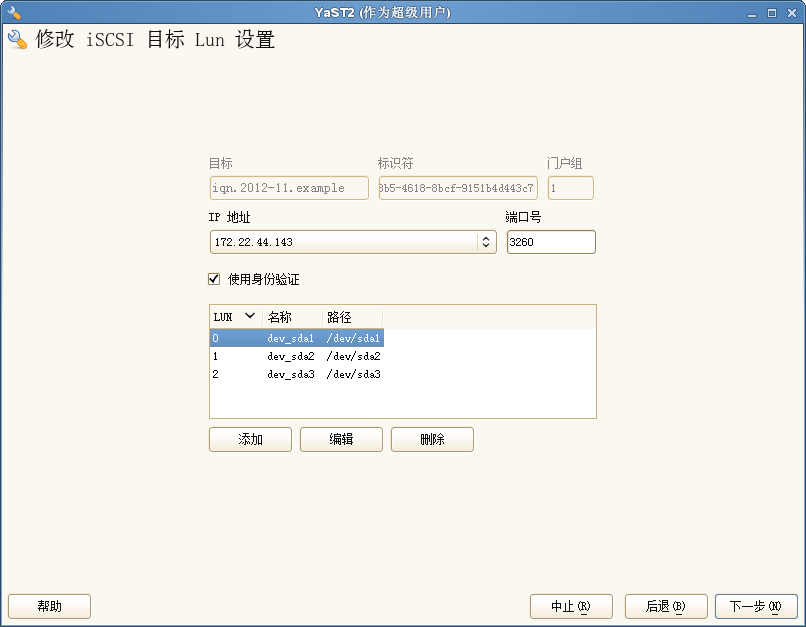 YaST2 (作为超级用户)
修改 iSCSI 目标 Lun 设置
目标 标识符 门户组
iqn.2012-11.example 3b5-4618-8bcf-9151b4d443c7 1
IP 地址 端口号
172.22.44.143 3260
使用身份验证
LUN 名称 路径
0 dev_sda1 /dev/sda1
1 dev_sda2 /dev/sda2
2 dev_sda3 /dev/sda3
添加 编辑 删除
帮助 中止(R) 后退(B) 下一步(N)